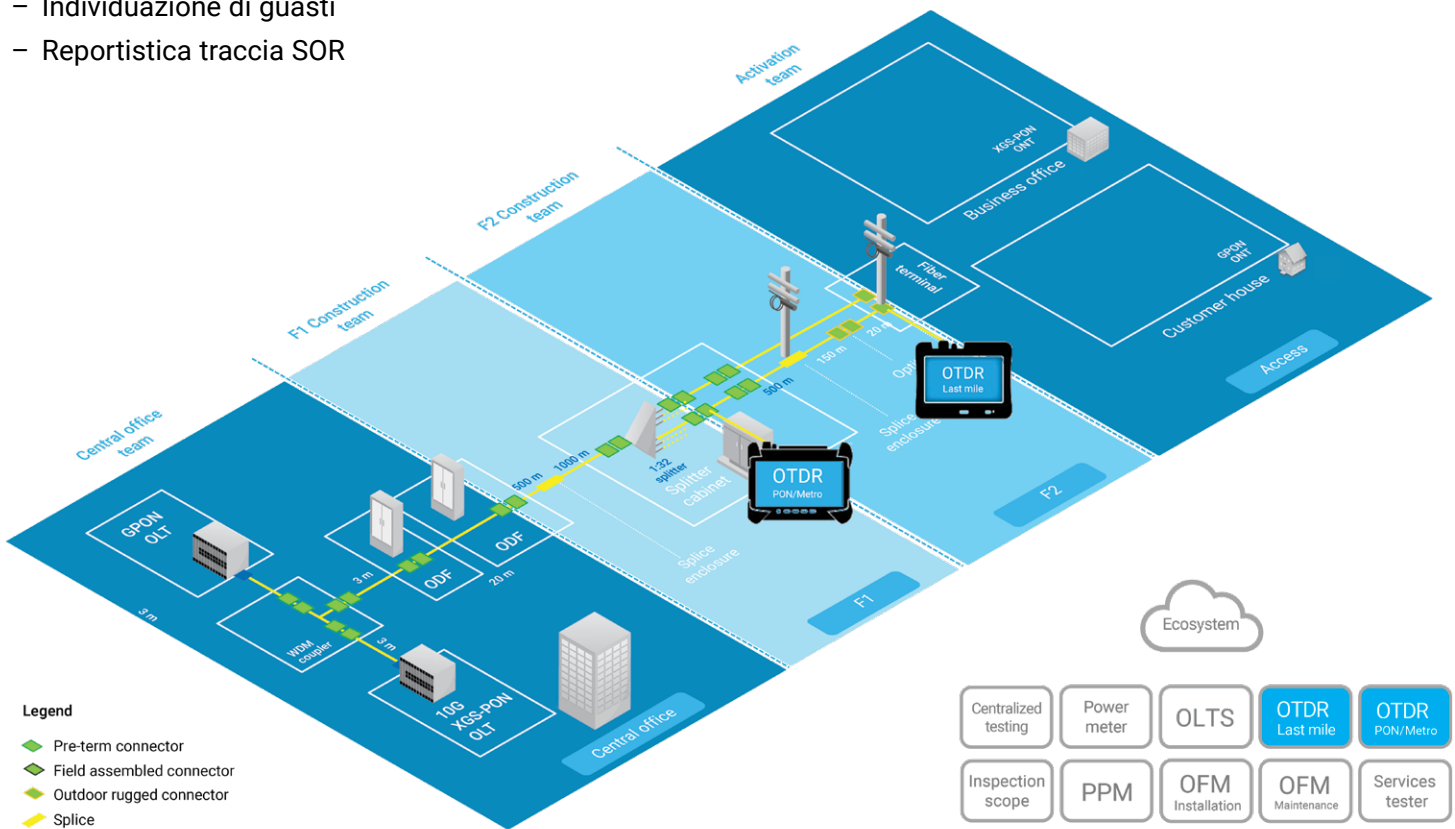 – Individuazione di guasti
– Reportistica traccia SOR
Activation
team
XGS-PON
ONT
Business office
F2 Construction
team
GPON
ONT
Fiber
terminal
Customer house
Access
F1 Construction
team
20 m
150 m
OTDR
Last mile
500 m
Splice
enclosure
Central office
team
1000 m
500 m
1:32
splitter
Splitter
cabinet
OTDR
PON/Metro
F2
GPON
OLT
ODF
Splice
enclosure
3 m
ODF
20 m
F1
3 m
WDM
coupler
3 m
10G
XGS-PON
OLT
Central office
Ecosystem
Legend
Pre-term connector
Field assembled connector
Outdoor rugged connector
Splice
Centralized
testing
Power
meter
OLTS
OTDR
Last mile
OTDR
PON/Metro
Inspection
scope
PPM
OFM
Installation
OFM
Maintenance
Services
tester